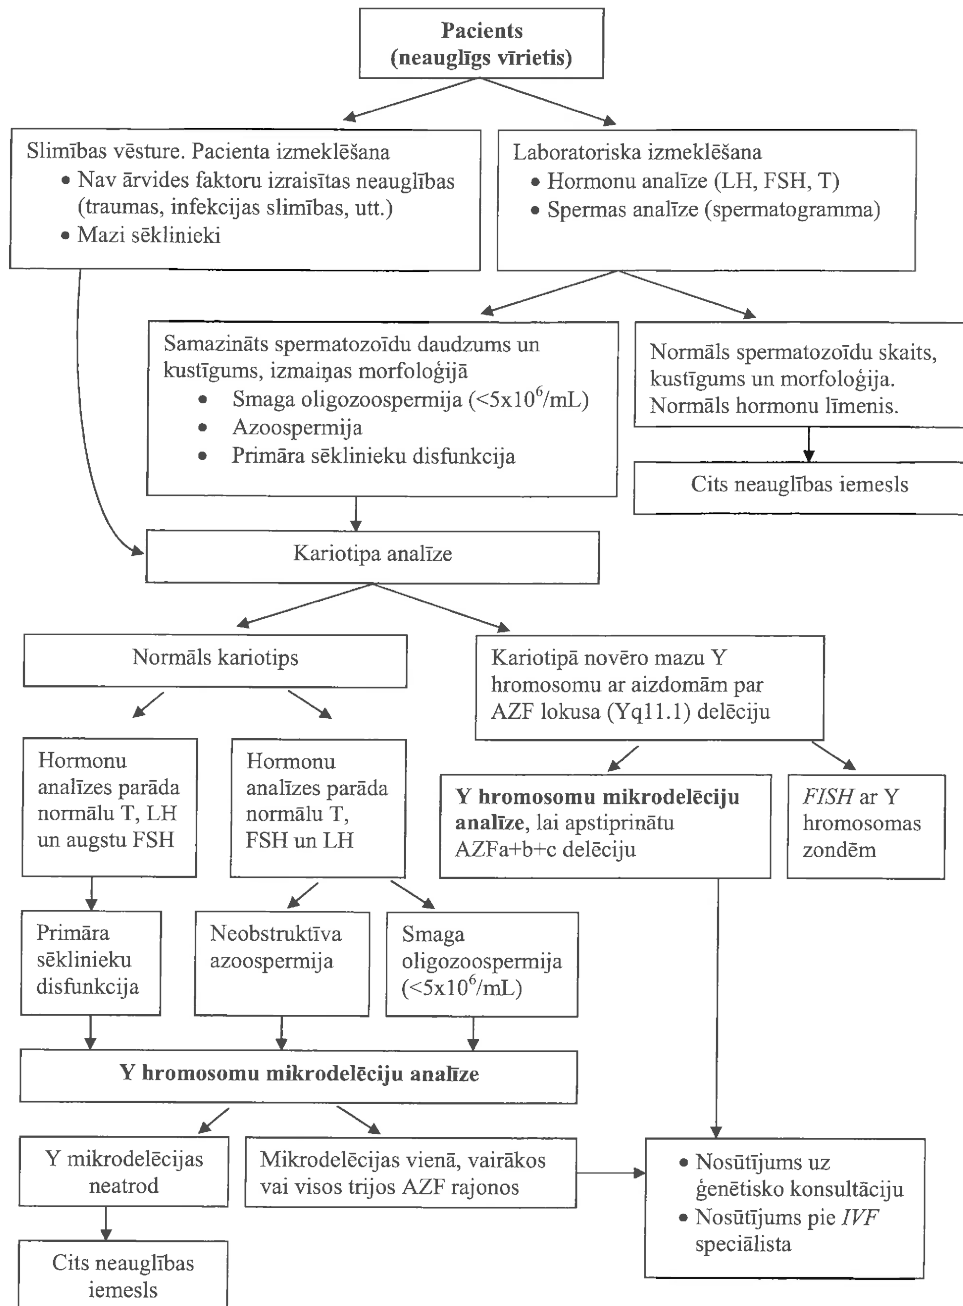 Pacients
(neauglīgs vīrietis)
Slimības vēsture. Pacienta izmeklēšana
• Nav ārvides faktoru izraisītas neauglības
(traumas, infekcijas slimības, utt.)
• Mazi sēklinieki
Laboratoriska izmeklēšana
• Hormonu analīze (LH, FSH, T)
• Spermas analīze (spermatogramma)
Samazināts spermatozoīdu daudzums un
kustīgums, izmaiņas morfoloģijā
• Smaga oligozoospermija (<5x10⁶/mL)
• Azoospermija
• Primāra sēklinieku disfunkcija
Normāls spermatozoīdu skaits,
kustīgums un morfoloģija.
Normāls hormonu līmenis.
Cits neauglības iemesls
Kariotipa analīze
Normāls kariotips
Kariotipā novēro mazu Y
hromosomu ar aizdomām par
AZF lokusa (Yq11.1) delēciju
Hormonu
analīzes parāda
normālu T, LH
un augstu FSH
Hormonu
analīzes parāda
normālu T,
FSH un LH
Y hromosomu mikrodelēciju
analīze, lai apstiprinātu
AZFa+b+c delēciju
FISH ar Y
hromosomas
zondēm
Primāra
sēklinieku
disfunkcija
Neobstruktīva
azoospermija
Smaga
oligozoospermija
(<5x10⁶/mL)
Y hromosomu mikrodelēciju analīze
Y mikrodelēcijas
neatrod
Mikrodelēcijas vienā, vairākos
vai visos trijos AZF rajonos
• Nosūtījums uz
ģenētisko konsultāciju
• Nosūtījums pie IVF
speciālista
Cits neauglības
iemesls